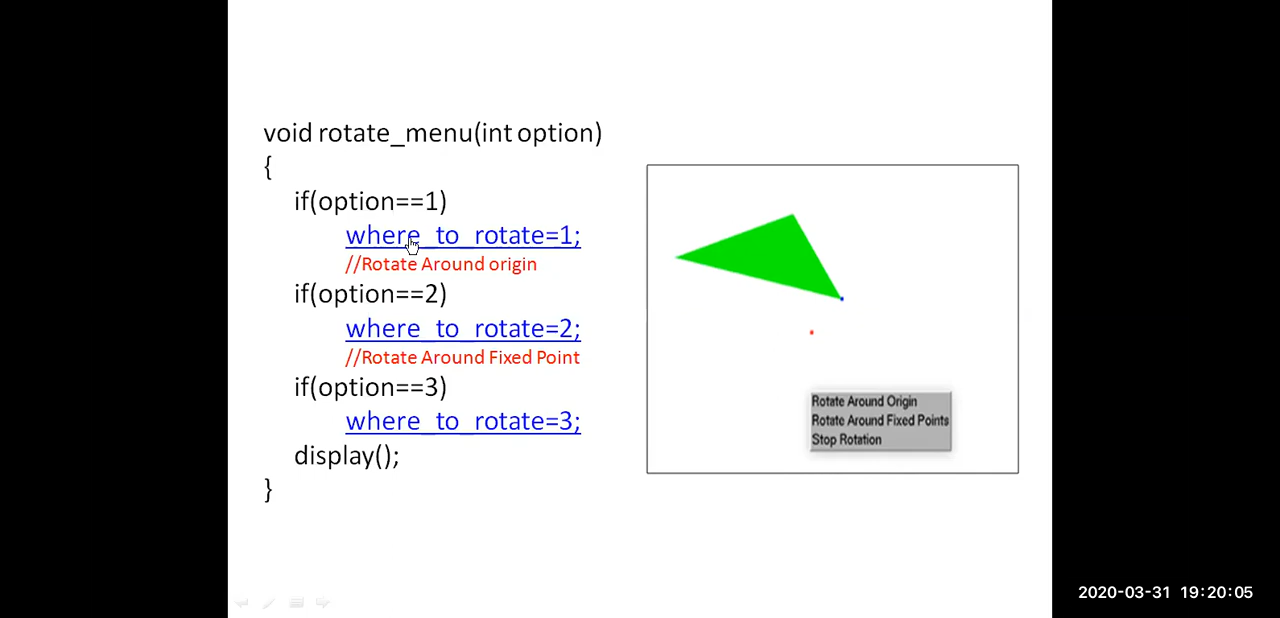 void rotate_menu(int option)
{
if(option==1)
where_to_rotate=1;
//Rotate Around origin
if(option==2)
where_to_rotate=2;
//Rotate Around Fixed Point
if(option==3)
where_to_rotate=3;
display();
}
Rotate Around Origin
Rotate Around Fixed Points
Stop Rotation
2020-03-31 19:20:05